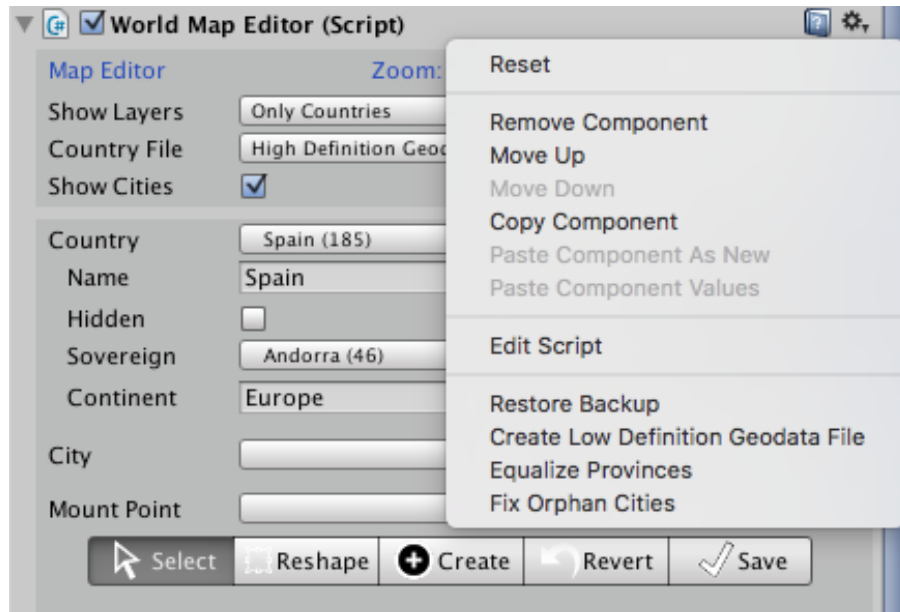 World Map Editor (Script)
Map Editor Zoom:
Show Layers Only Countries
Country File High Definition
Show Cities
Country Spain (185)
Name Spain
Hidden
Sovereign Andorra (46)
Continent Europe
City
Mount Point
Select Reshape Create Revert Save
Reset
Remove Component
Move Up
Move Down
Copy Component
Paste Component As New
Paste Component Values
Edit Script
Restore Backup
Create Low Definition Geodata File
Equalize Provinces
Fix Orphan Cities